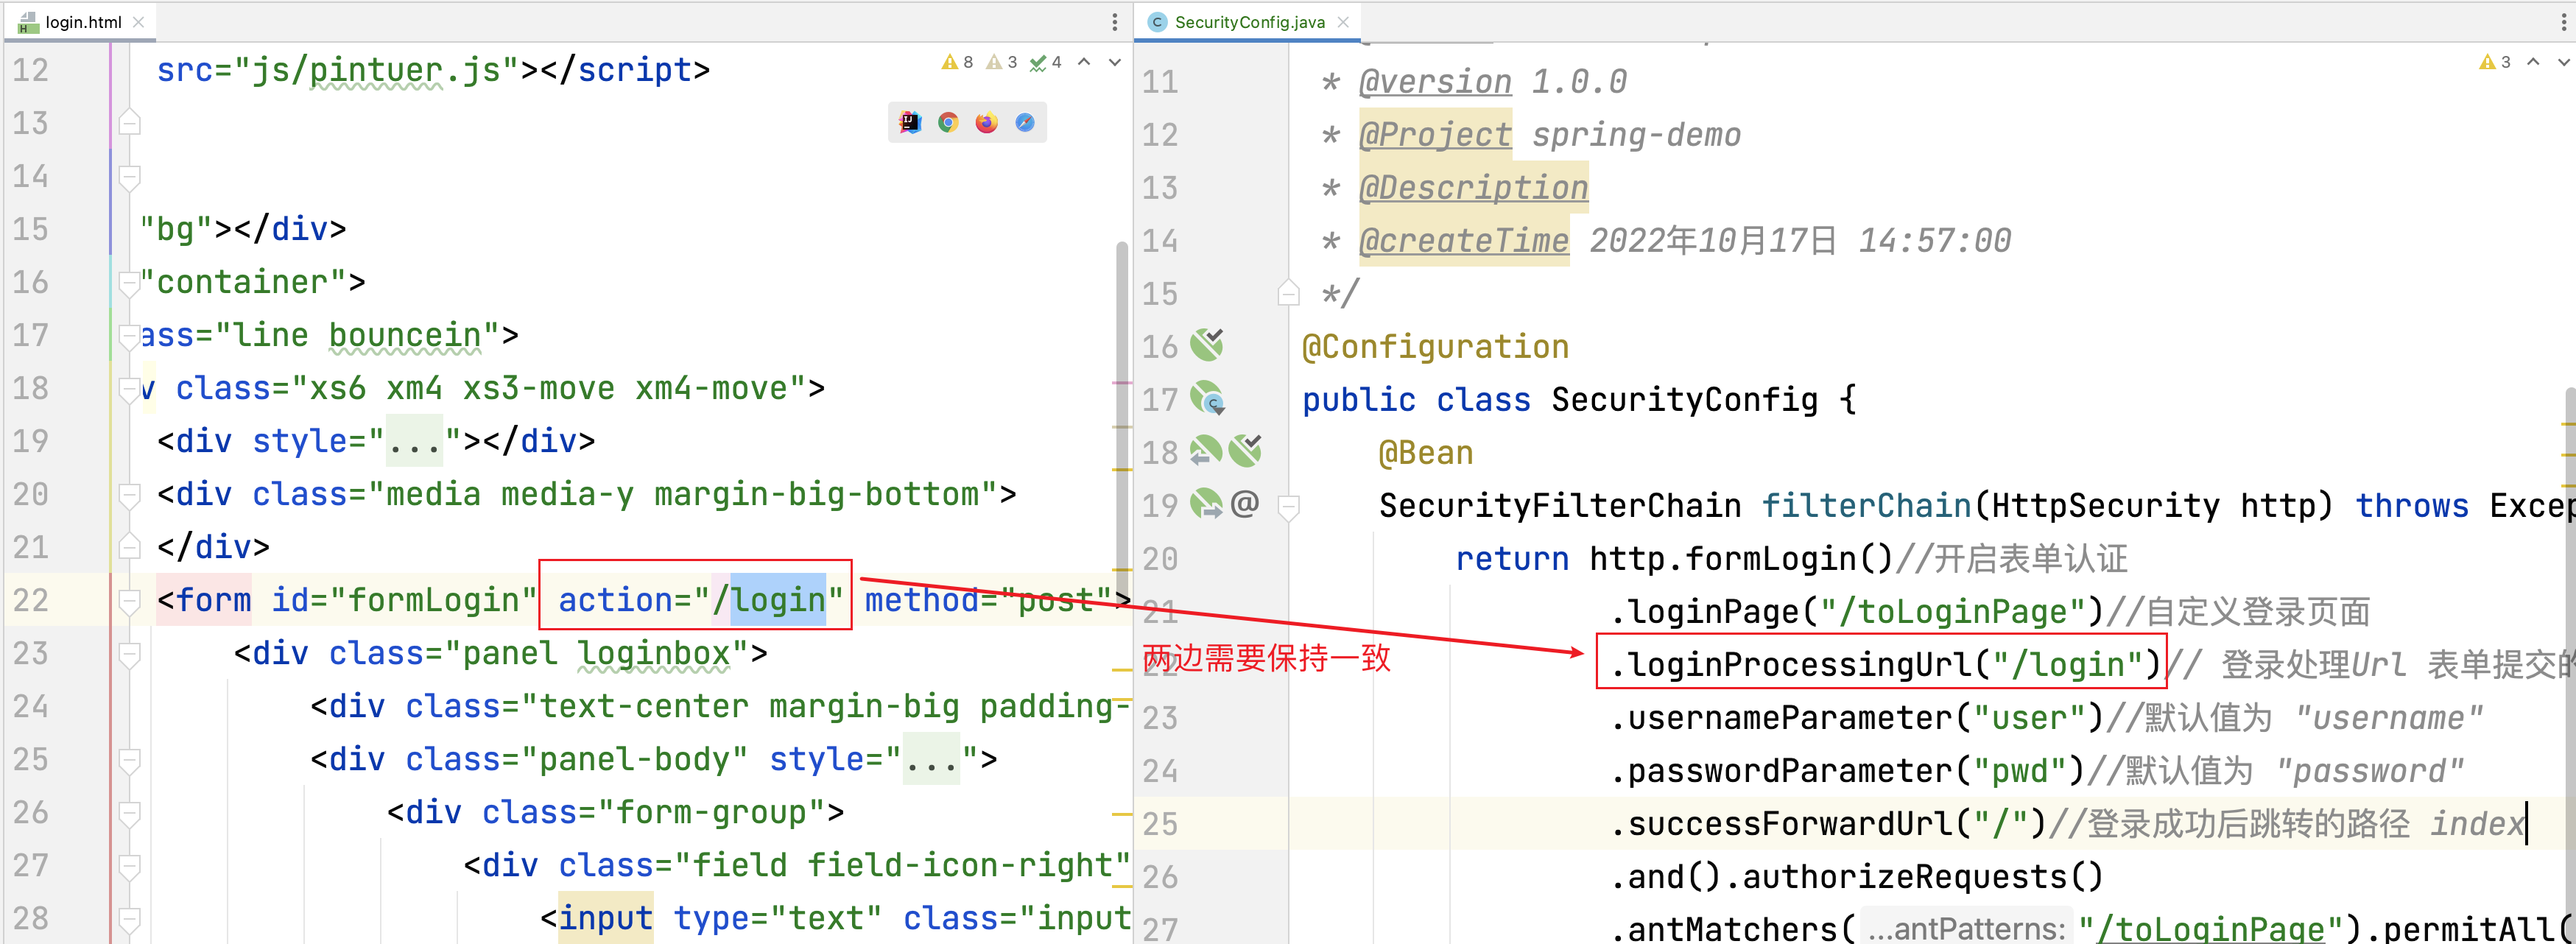 login.html
8 3 4
12 src="js/pintuer.js"></script>
13
14
15 "bg"></div>
16 "container">
17 ass="line bouncein">
18 v class="xs6 xm4 xs3-move xm4-move">
19 <div style="..."></div>
20 <div class="media media-y margin-big-bottom">
21 </div>
22 <form id="formLogin" action="/login" method="post">
23 <div class="panel loginbox">
24 <div class="text-center margin-big padding-
25 <div class="panel-body" style="...">
26 <div class="form-group">
27 <div class="field field-icon-right"
28 <input type="text" class="input
两边需要保持一致
SecurityConfig.java
3
11 * @version 1.0.0
12 * @Project spring-demo
13 * @Description
14 * @createTime 2022年10月17日 14:57:00
15 */
16 @Configuration
17 public class SecurityConfig {
18 @Bean
19 SecurityFilterChain filterChain(HttpSecurity http) throws Excep
20 return http.formLogin()//开启表单认证
21 .loginPage("/toLoginPage")//自定义登录页面
22 .loginProcessingUrl("/login")// 登录处理Url 表单提交的
23 .usernameParameter("user")//默认值为 "username"
24 .passwordParameter("pwd")//默认值为 "password"
25 .successForwardUrl("/")//登录成功后跳转的路径 index
26 .and().authorizeRequests()
27 .antMatchers( ...antPatterns: "/toLoginPage").permitAll(